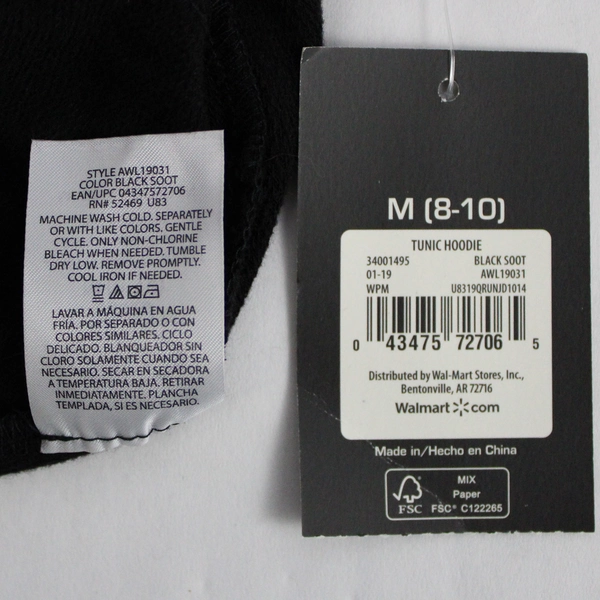 STYLE AWL19031
COLOR BLACK SOOT
EAN/UPC 04347572706
RN# 52469 U83
MACHINE WASH COLD. SEPARATELY
OR WITH LIKE COLORS. GENTLE
CYCLE. ONLY NON-CHLORINE
BLEACH WHEN NEEDED. TUMBLE
DRY LOW. REMOVE PROMPTLY.
COOL IRON IF NEEDED.
LAVAR A MÁQUINA EN AGUA
FRÍA. POR SEPARADO O CON
COLORES SIMILARES. CICLO
DELICADO. BLANQUEADOR SIN
CLORO SOLAMENTE CUANDO SEA
NECESARIO. SECAR EN SECADORA
A TEMPERATURA BAJA. RETIRAR
INMEDIATAMENTE. PLANCHA
TEMPLADA, SI ES NECESARIO.
M (8-10)
TUNIC HOODIE
34001495 BLACK SOOT
01-19 AWL19031
WPM U8319QRUNJD1014
0 43475 72706 5
Distributed by Wal-Mart Stores, Inc.,
Bentonville, AR 72716
Walmart com
Made in/Hecho en China
FSC
MIX
Paper
FSC® C122265